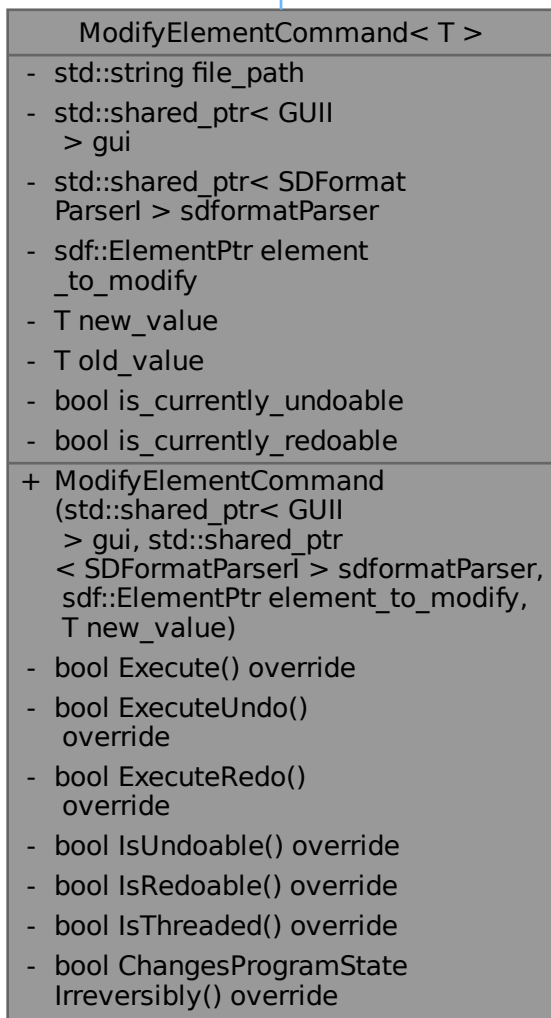 ModifyElementCommand< T >
- std::string file_path
- std::shared_ptr< GUII
> gui
- std::shared_ptr< SDFormat
ParserI > sdformatParser
- sdf::ElementPtr element
_to_modify
- T new_value
- T old_value
- bool is_currently_undoable
- bool is_currently_redoable
+ ModifyElementCommand
(std::shared_ptr< GUII
> gui, std::shared_ptr
< SDFormatParserI > sdformatParser,
sdf::ElementPtr element_to_modify,
T new_value)
- bool Execute() override
- bool ExecuteUndo()
override
- bool ExecuteRedo()
override
- bool IsUndoable() override
- bool IsRedoable() override
- bool IsThreaded() override
- bool ChangesProgramState
Irreversibly() override